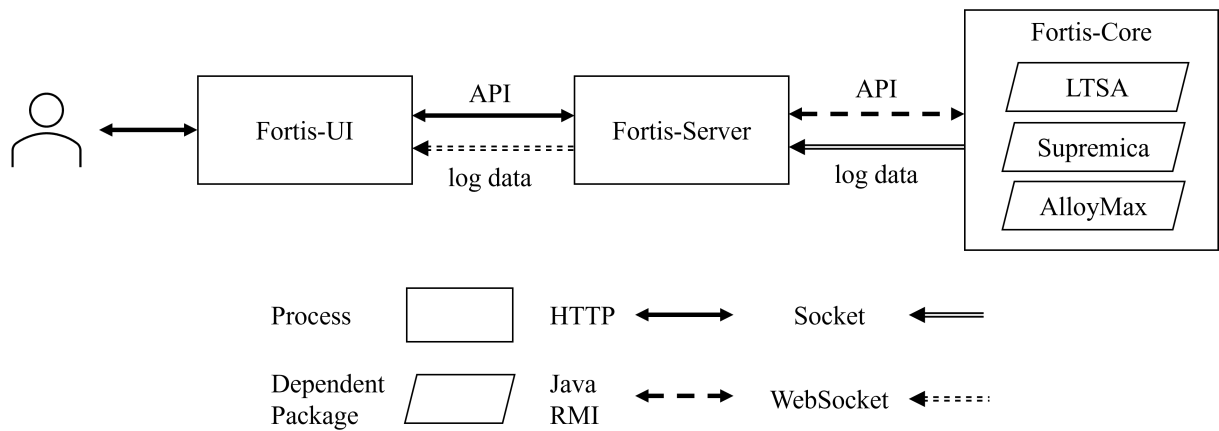 Fortis-Core
API
API
LTSA
Fortis-UI
Fortis-Server
Supremica
log data
log data
AlloyMax
Process
HTTP
Socket
Dependent
Package
Java
RMI
WebSocket